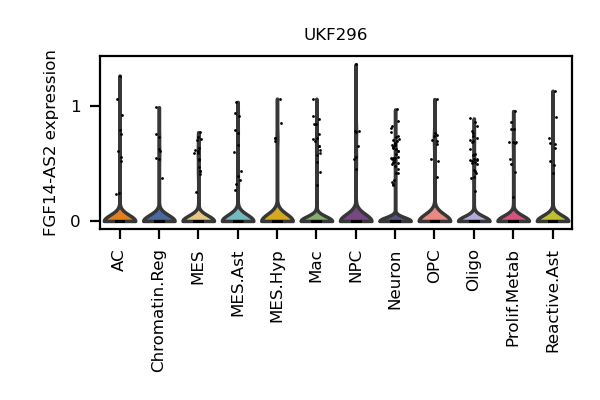 UKF296
FGF14-AS2 expression
1
0
AC
Chromatin.Reg
MES
MES.Ast
MES.Hyp
Mac
NPC
Neuron
OPC
Oligo
Prolif.Metab
Reactive.Ast